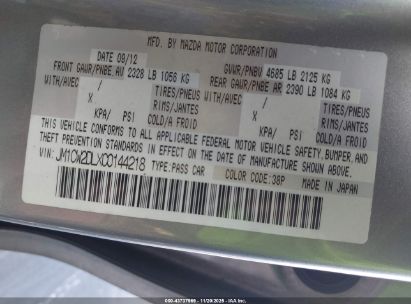 MFD. BY MAZDA MOTOR CORPORATION
DATE 09/12 GVWR/PNBV 4685 LB 2125 KG
FRONT GAWR/PNBE AV 2328 LB 1056 KG REAR GAWR/PNBE AR 2390 LB 1084 KG
WITH/AVEC / TIRES/PNEUS WITH/AVEC / TIRES/PNEUS
X RIMS/JANTES X RIMS/JANTES
KPA/ PSI A FROID/COLD KPA/ PSI A FROID/COLD
THIS VEHICLE CONFORMS TO ALL APPLICABLE FEDERAL MOTOR VEHICLE SAFETY,BUMPER, AND
THEFT PREVENTION STANDARDS IN EFFECT ON THE DATE OF MANUFACTURE SHOWN ABOVE.
VIN: JM1CW2DLXC0144218 TYPE:PASS CAR COLOR CODE:38P MADE IN JAPAN